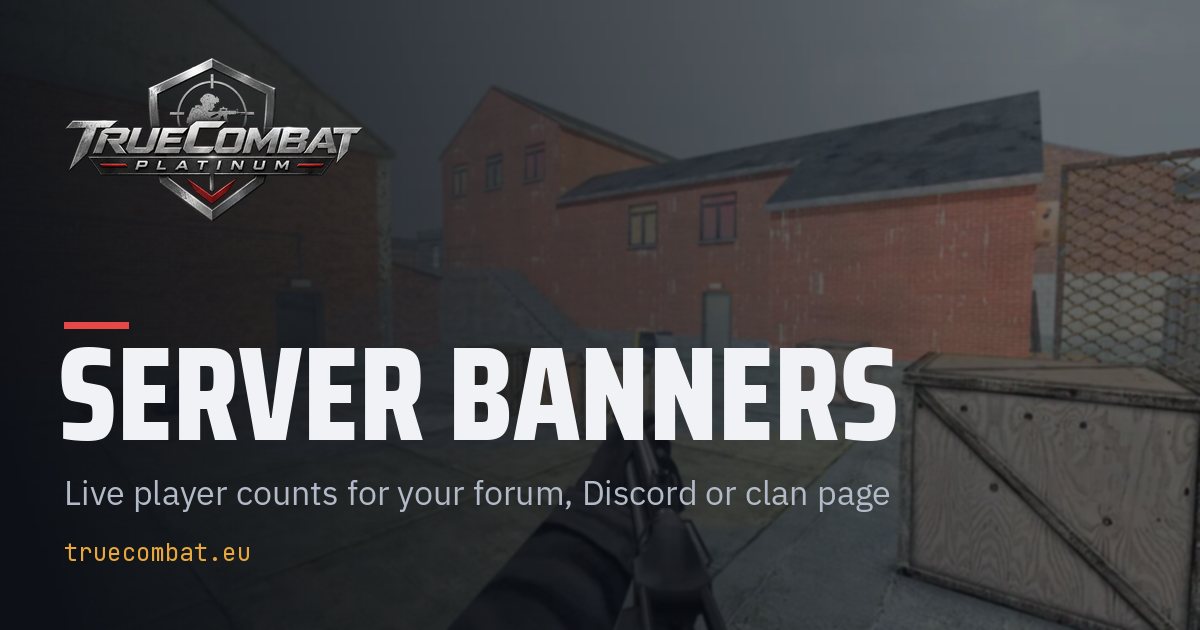 TRUECOMBAT
PLATINUM
SERVER BANNERS
Live player counts for your forum, Discord or clan page
truecombat.eu